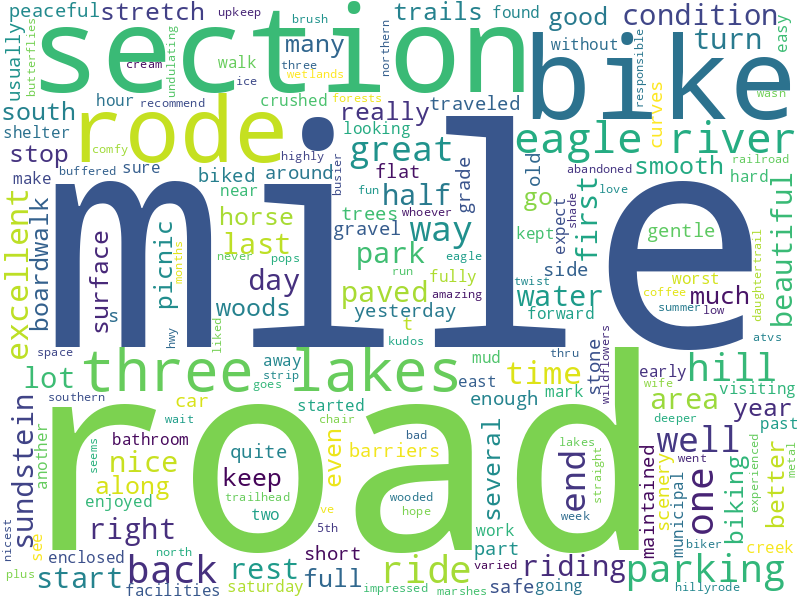 peaceful stretch upkeep brush trails found good condition
usually butterflies section cream undulating many walk three wetlands northern without bike turn responsible easy
ice
hour recommend crushed really traveled curves wash
south rode looking eagle river
shelter comfy great smooth railroad
stop buffered sure highly busier flat grade old abandoned hard
make biked around fun half whoever expect shade love
excellent near trees kept first gentle beautiful
boardwalk horse gravel way go side
surface picnic last never pops park run fully eagle amazing twist worst daughter trail
s months day paved water coffee much
woods yesterday t forward summer low
hwy liked kudos mile stone wildflowers atvs
space three lakes away mud thru early hill
lot strip east time mark wife visiting
southern goes car started enough area deeper year
sundstein another wait chair bad lakes past
bathroom quite even barriers several end well went
seems nice keep road wooded straight one experienced metal
along trailhead ve hope week maintained scenery biking better
enjoyed two 5th work municipal biker
nicest see right north short varied part creek
enclosed back rest full ride riding parking
plus start facilities saturday impressed marshes safe going hillyrode